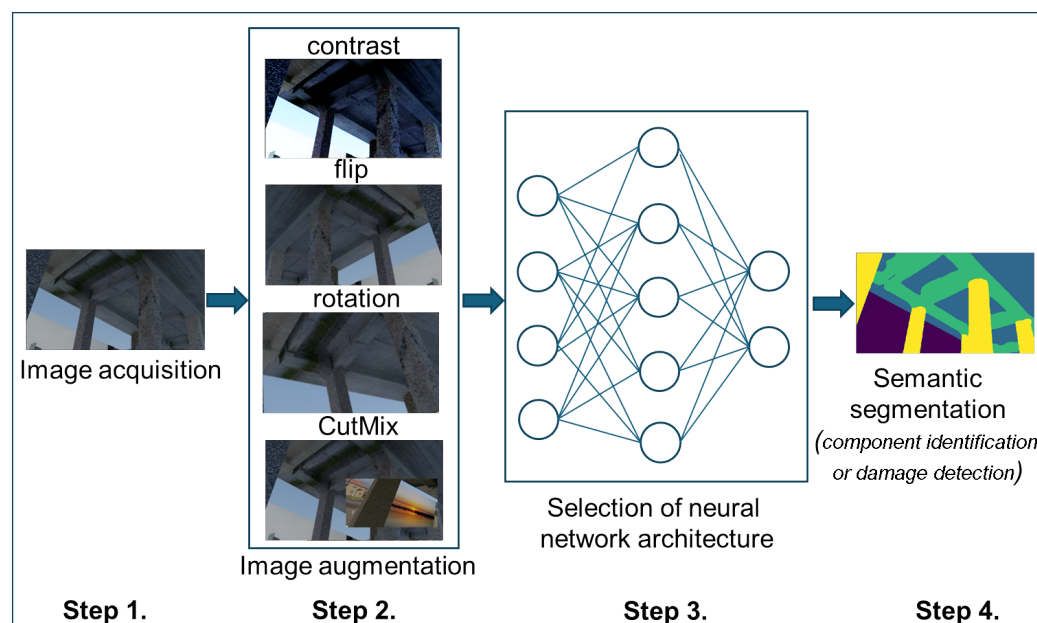 contrast
flip
rotation
CutMix
Image acquisition
Image augmentation
Selection of neural
network architecture
Semantic
segmentation
(component identification
or damage detection)
Step 1.
Step 2.
Step 3.
Step 4.